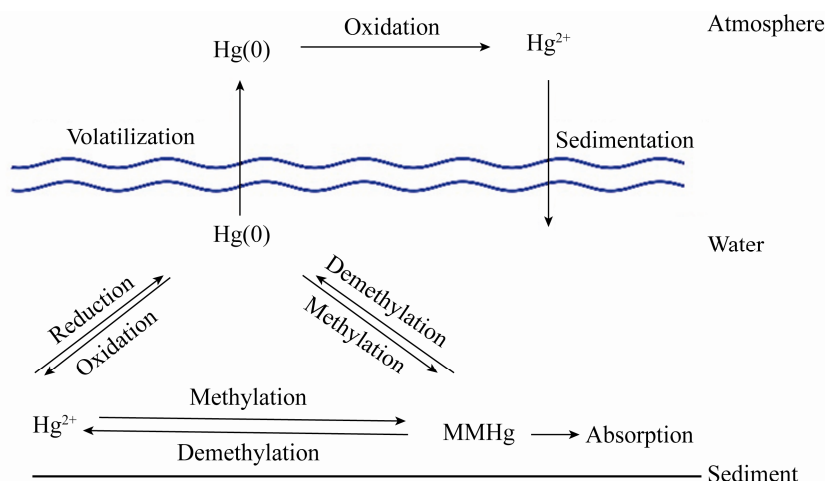 Atmosphere
Oxidation
Hg(0)
Hg²⁺
Volatilization
Sedimentation
Hg(0)
Water
Reduction
Oxidation
Demethylation
Methylation
Methylation
Hg²⁺
MMHg
Absorption
Demethylation
Sediment